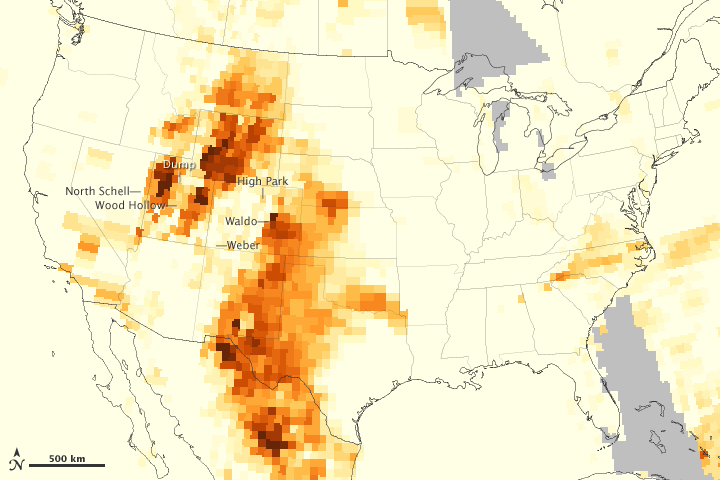 Dump
High Park
North Schell
Wood Hollow
Waldo
Weber
N
500 km